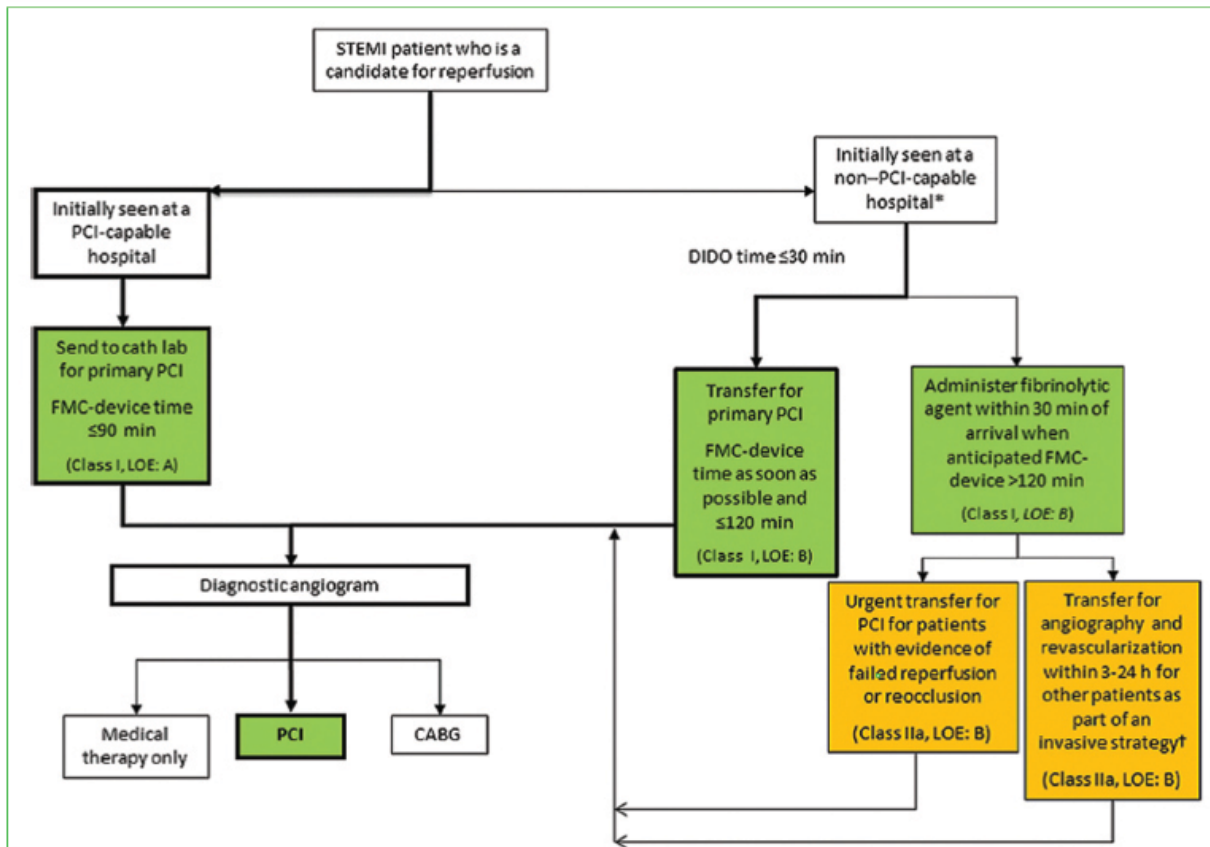 STEMI patient who is a
candidate for reperfusion
Initially seen at a
non--PCI-capable
hospital*
Initially seen at a
PCI-capable
hospital
DIDO time ≤30 min
Send to cath lab
for primary PCI
FMC-device time
≤90 min
(Class I, LOE: A)
Transfer for
primary PCI
FMC-device
time as soon as
possible and
≤120 min
(Class I, LOE: B)
Administer fibrinolytic
agent within 30 min of
arrival when
anticipated FMC-
device >120 min
(Class I, LOE: B)
Diagnostic angiogram
Urgent transfer for
PCI for patients
with evidence of
failed reperfusion
or reocclusion
(Class IIa, LOE: B)
Transfer for
angiography and
revascularization
within 3-24 h for
other patients as
part of an
invasive strategy†
(Class IIa, LOE: B)
Medical
therapy only
PCI
CABG